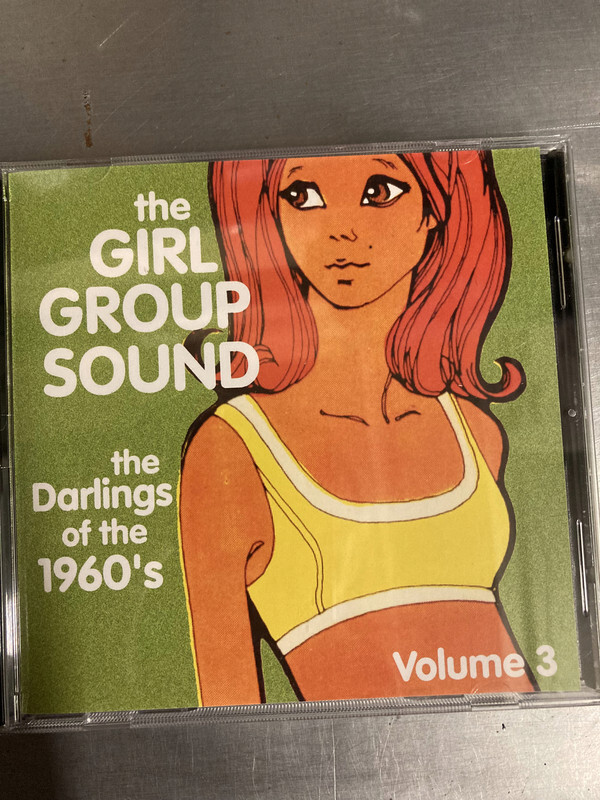 the
GIRL
GROUP
SOUND
the
Darlings
of the
1960's
Volume 3